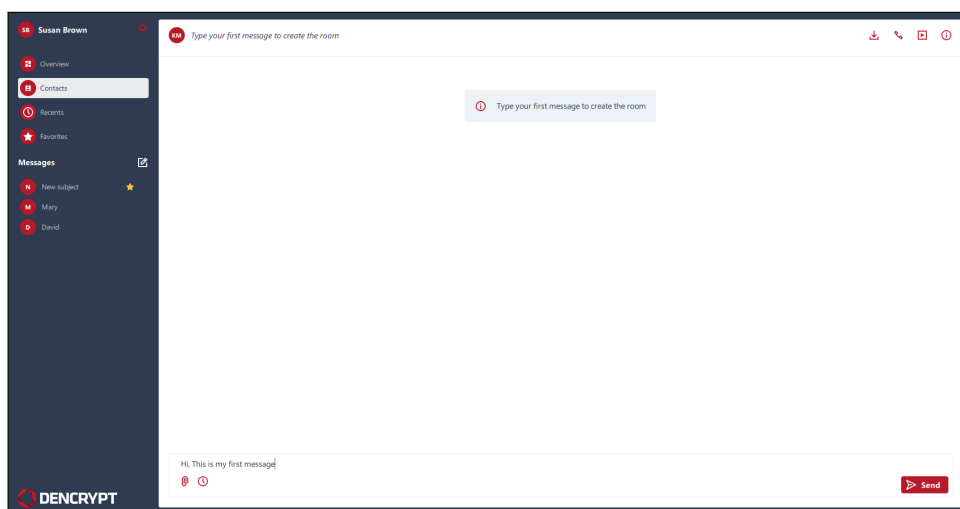 SB Susan Brown
Overview
Contacts
Recents
Favorites
Messages
N New subject
M Mary
D David
DENCRYPT
KM Type your first message to create the room
Type your first message to create the room
Hi, This is my first message
Send